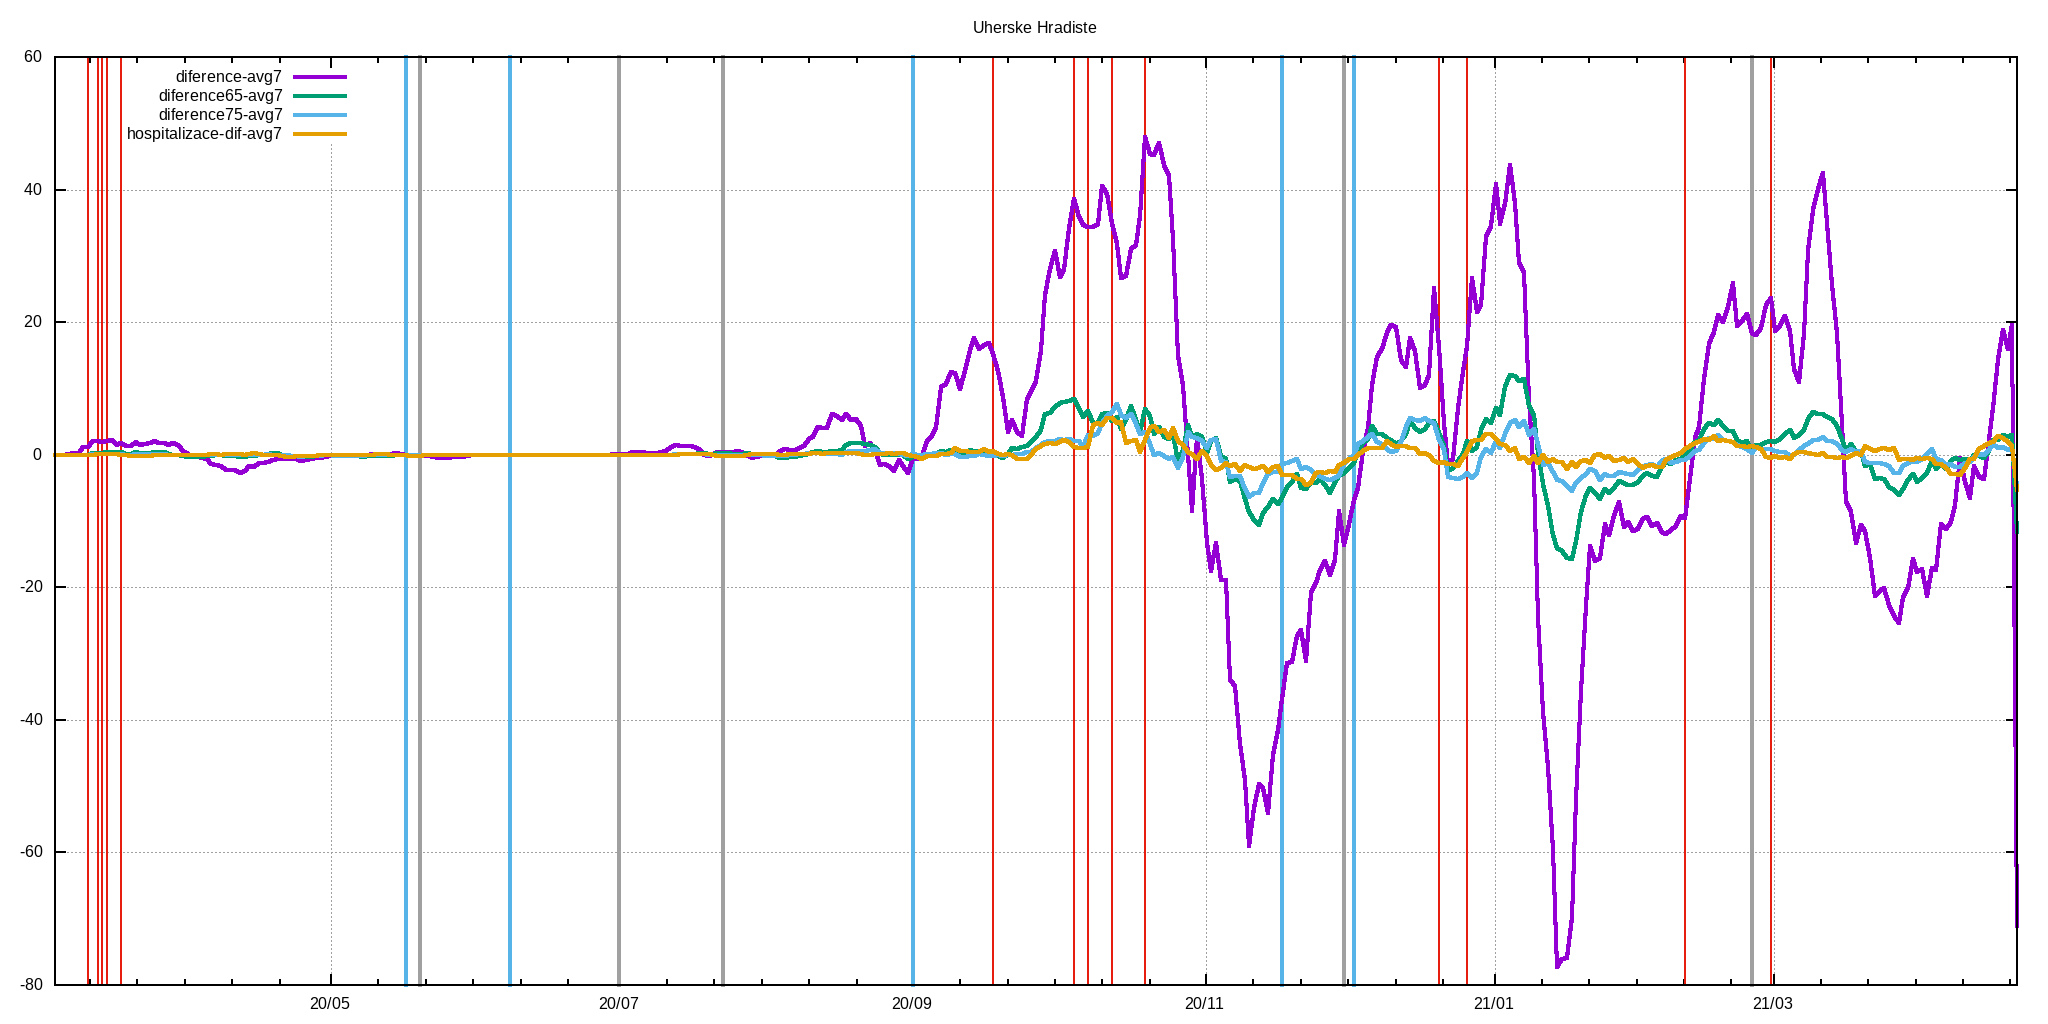 Uherske Hradiste
60
40
20
0
-20
-40
-60
-80
diference-avg7
diference65-avg7
diference75-avg7
hospitalizace-dif-avg7
20/05
20/07
20/09
20/11
21/01
21/03